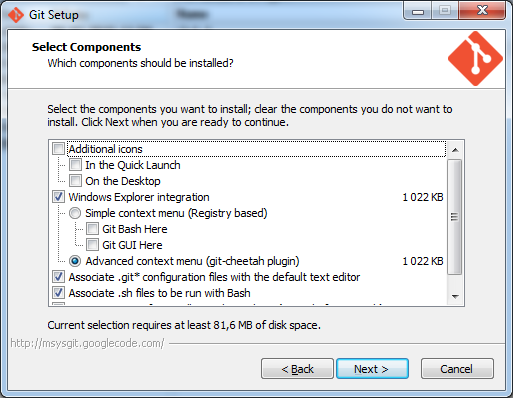 Git Setup
Select Components
Which components should be installed?
Select the components you want to install; clear the components you do not want to
install. Click Next when you are ready to continue.
Additional icons
In the Quick Launch
On the Desktop
Windows Explorer integration 1 022 KB
Simple context menu (Registry based)
Git Bash Here
Git GUI Here
Advanced context menu (git-cheetah plugin) 1 022 KB
Associate .git* configuration files with the default text editor
Associate .sh files to be run with Bash
Current selection requires at least 81,6 MB of disk space.
http://msysgit.googlecode.com/
< Back Next > Cancel